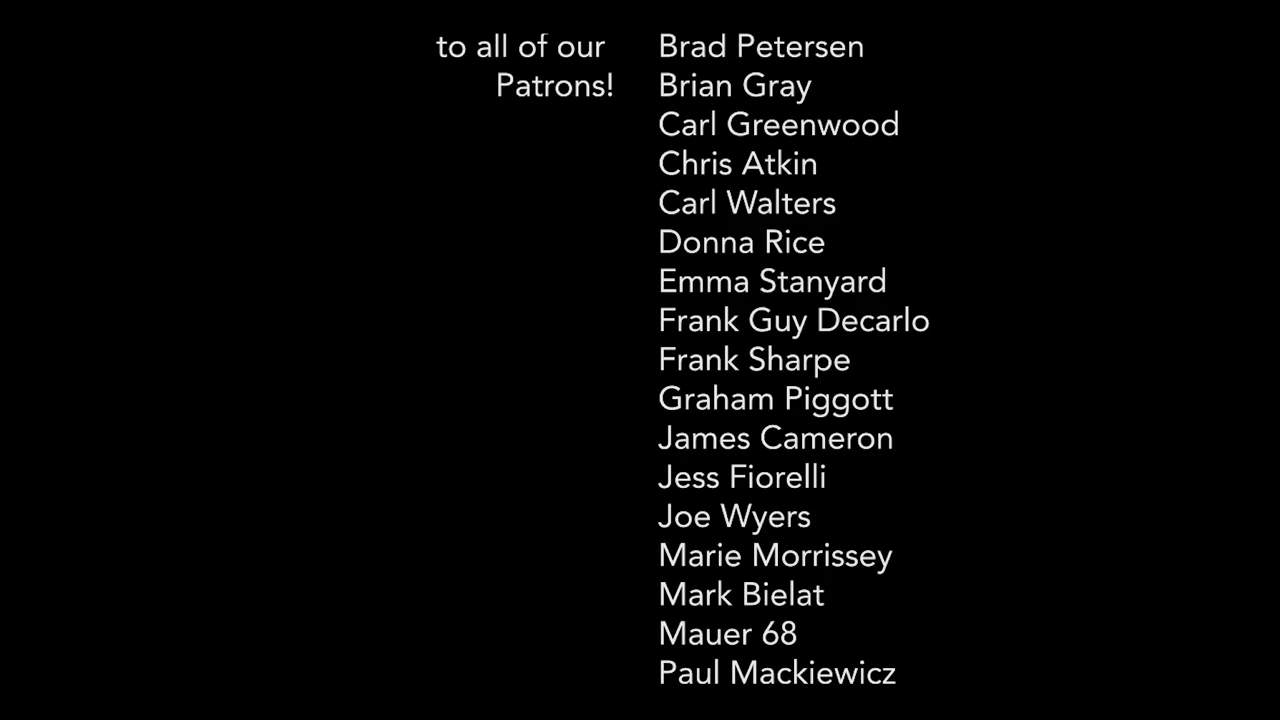 to all of our Brad Petersen
Patrons! Brian Gray
Carl Greenwood
Chris Atkin
Carl Walters
Donna Rice
Emma Stanyard
Frank Guy Decarlo
Frank Sharpe
Graham Piggott
James Cameron
Jess Fiorelli
Joe Wyers
Marie Morrissey
Mark Bielat
Mauer 68
Paul Mackiewicz